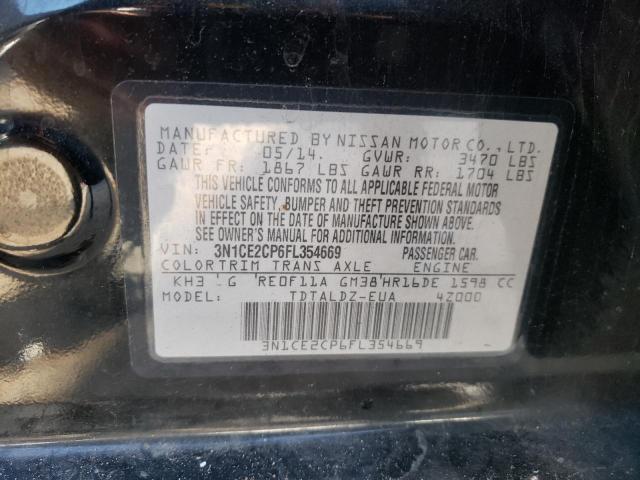 MANUFACTURED BY NISSAN MOTOR CO., LTD.
DATE: 05/14. GVWR: 3470 LBS
GAWR FR: 1867 LBS GAWR RR: 1704 LBS
THIS VEHICLE CONFORMS TO ALL APPLICABLE FEDERAL MOTOR
VEHICLE SAFETY, BUMPER AND THEFT PREVENTION STANDARDS
IN EFFECT ON THE DATE OF MANUFACTURE SHOWN ABOVE.
SEE OWNER'S MANUAL FOR ADDITIONAL INFORMATION.
VIN: 3N1CE2CP6FL354669 PASSENGER CAR.
COLOR TRIM TRANS AXLE ENGINE
KH3 G RE0F11A GM38 HR16DE 1598 CC
MODEL: TDTALDZ-EUA 4Z000
3N1CE2CP6FL354669